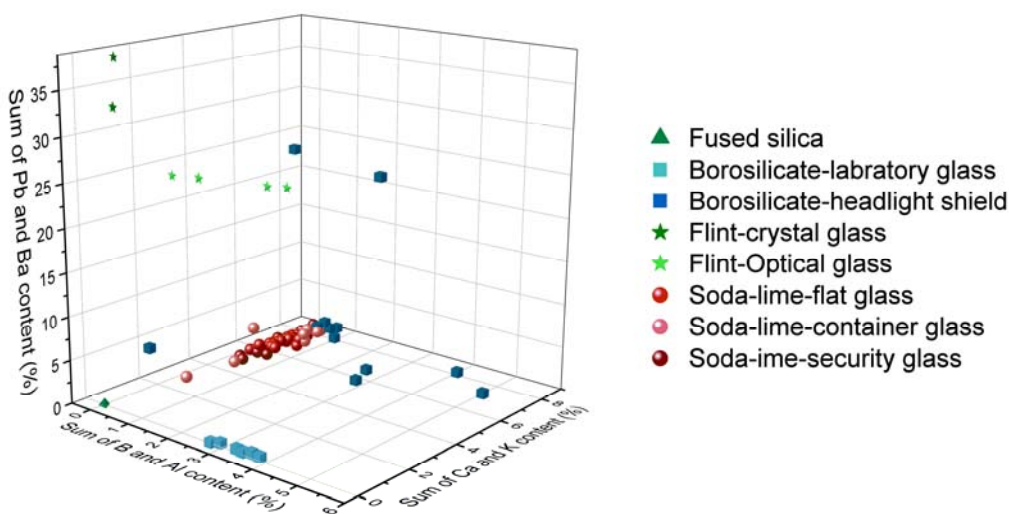 Sum of Pb and Ba content (%)
35
30
25
20
15
10
5
0
0
1
2
3
4
5
6
Sum of B and Al content (%)
0
2
4
6
8
Sum of Ca and K content (%)
Fused silica
Borosilicate-labratory glass
Borosilicate-headlight shield
Flint-crystal glass
Flint-Optical glass
Soda-lime-flat glass
Soda-lime-container glass
Soda-ime-security glass